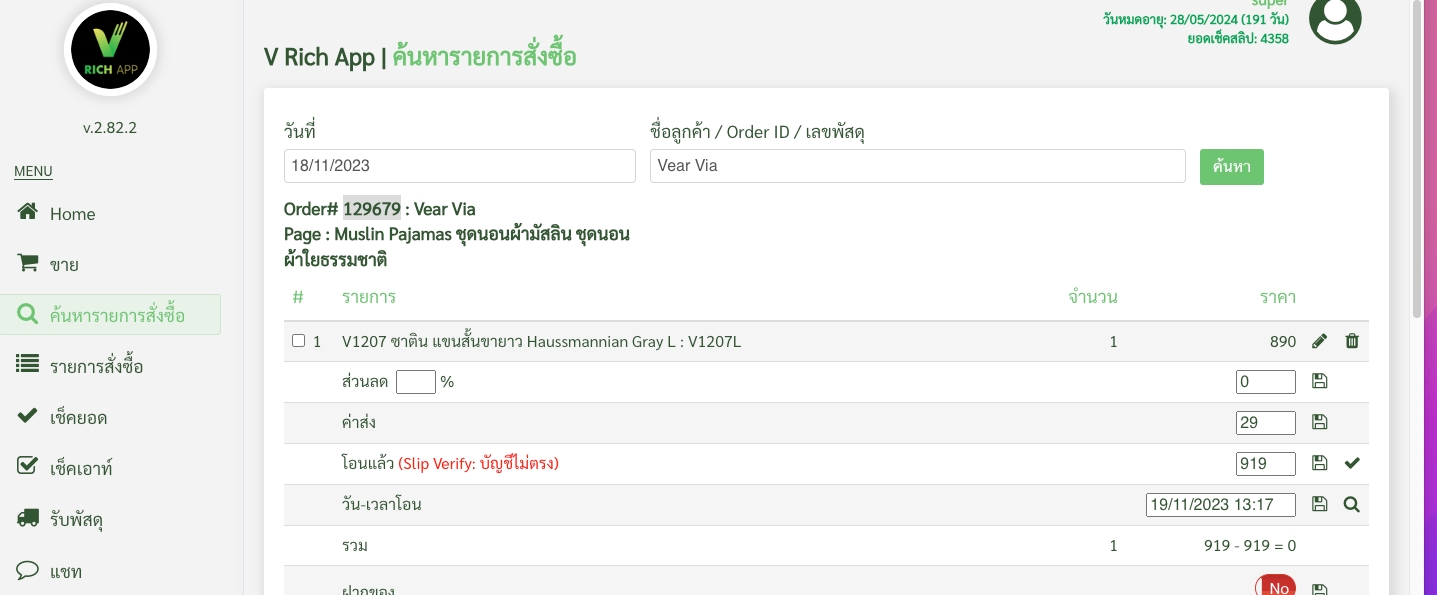 super
วันหมดอายุ: 28/05/2024 (191 วัน)
ยอดเช็คสลิป: 4358
RICH APP
v.2.82.2
MENU
Home
ขาย
ค้นหารายการสั่งซื้อ
รายการสั่งซื้อ
เช็คยอด
เช็คเอาท์
รับพัสดุ
แชท
V Rich App | ค้นหารายการสั่งซื้อ
วันที่
ชื่อลูกค้า / Order ID / เลขพัสดุ
18/11/2023
Vear Via
ค้นหา
Order# 129679 : Vear Via
Page : Muslin Pajamas ชุดนอนผ้ามัสลิน ชุดนอน
ผ้าใยธรรมชาติ
# รายการ จำนวน ราคา
1 V1207 ซาติน แขนสั้นขายาว Haussmannian Gray L : V1207L 1 890
ส่วนลด % 0
ค่าส่ง 29
โอนแล้ว (Slip Verify: บัญชีไม่ตรง) 919
วัน-เวลาโอน 19/11/2023 13:17
รวม 1 919 - 919 = 0
ฝากของ No